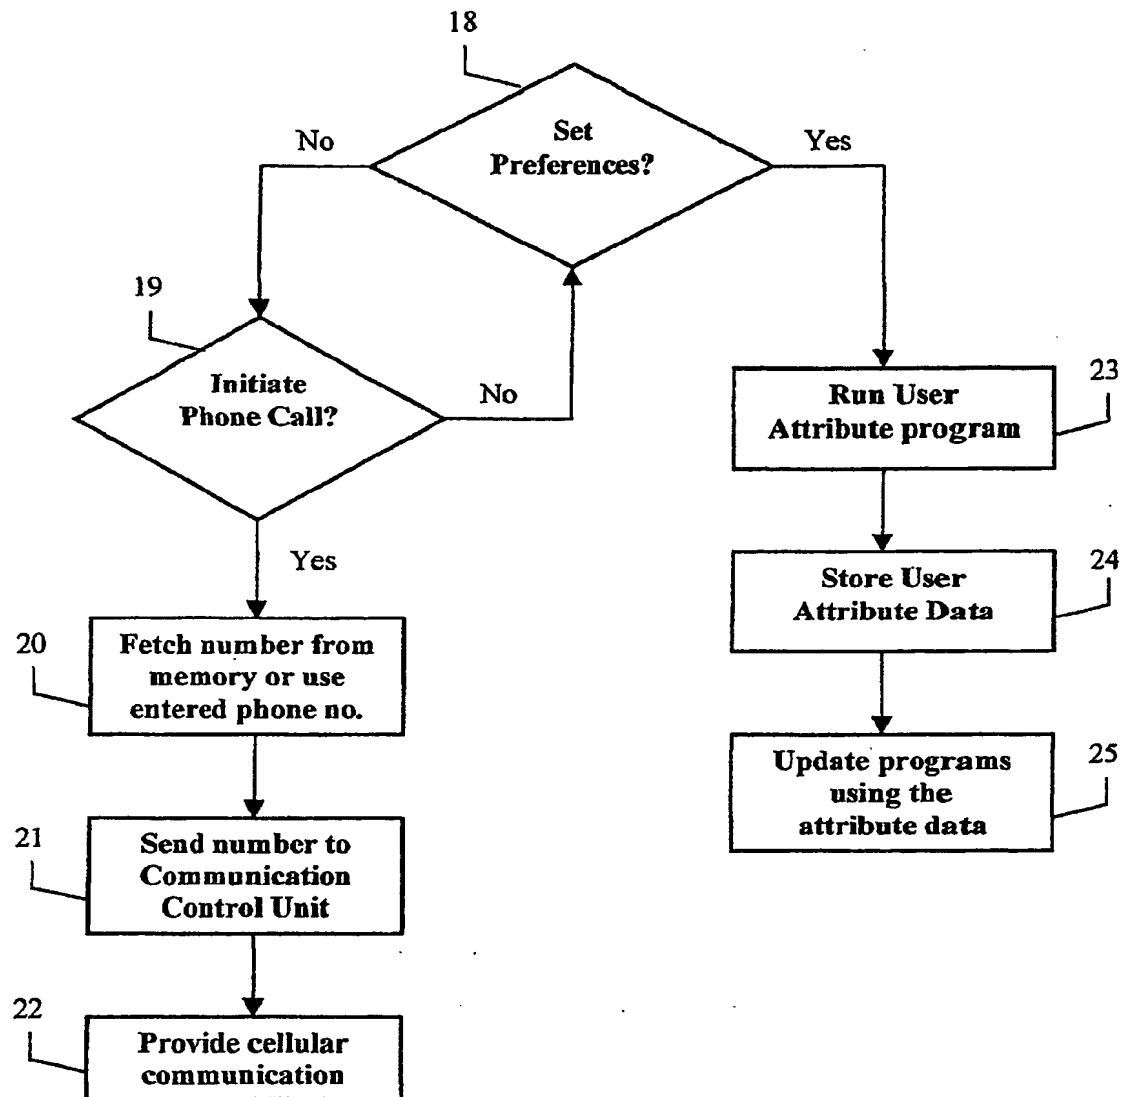 18
Set
Preferences?
No
Yes
19
Initiate
Phone Call?
No
Yes
23
Run User
Attribute program
24
Store User
Attribute Data
20
Fetch number from
memory or use
entered phone no.
25
Update programs
using the
attribute data
21
Send number to
Communication
Control Unit
22
Provide cellular
communication